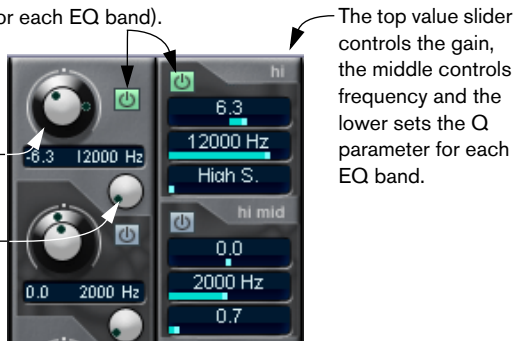 or each EQ band).
The top value slider
controls the gain,
the middle controls
frequency and the
lower sets the Q
parameter for each
EQ band.
hi
6.3
12000 Hz
High S.
-6.3 12000 Hz
hi mid
0.0
2000 Hz
0.7
0.0 2000 Hz